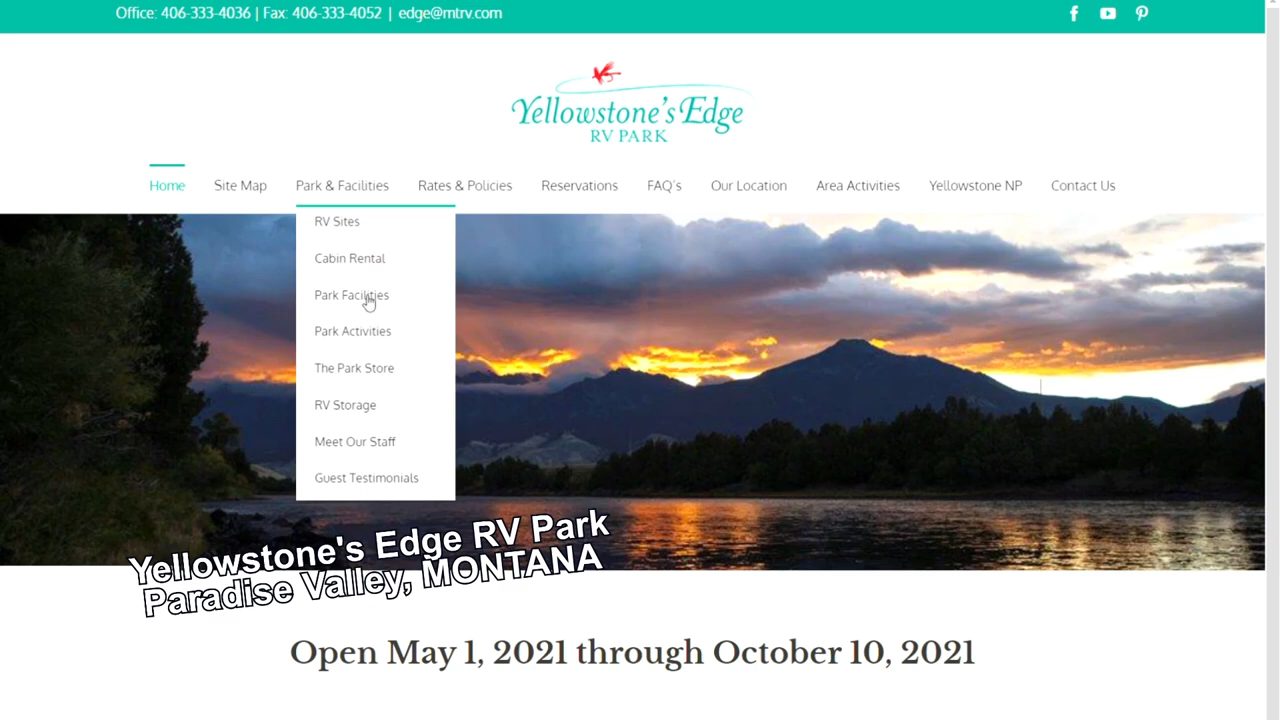 Office: 406-333-4036 | Fax: 406-333-4052 | edge@mtrv.com
Yellowstone's Edge
RV PARK
Home Site Map Park & Facilities Rates & Policies Reservations FAQ's Our Location Area Activities Yellowstone NP Contact Us
RV Sites
Cabin Rental
Park Facilities
Park Activities
The Park Store
RV Storage
Meet Our Staff
Guest Testimonials
Yellowstone's Edge RV Park
Paradise Valley, MONTANA
Open May 1, 2021 through October 10, 2021